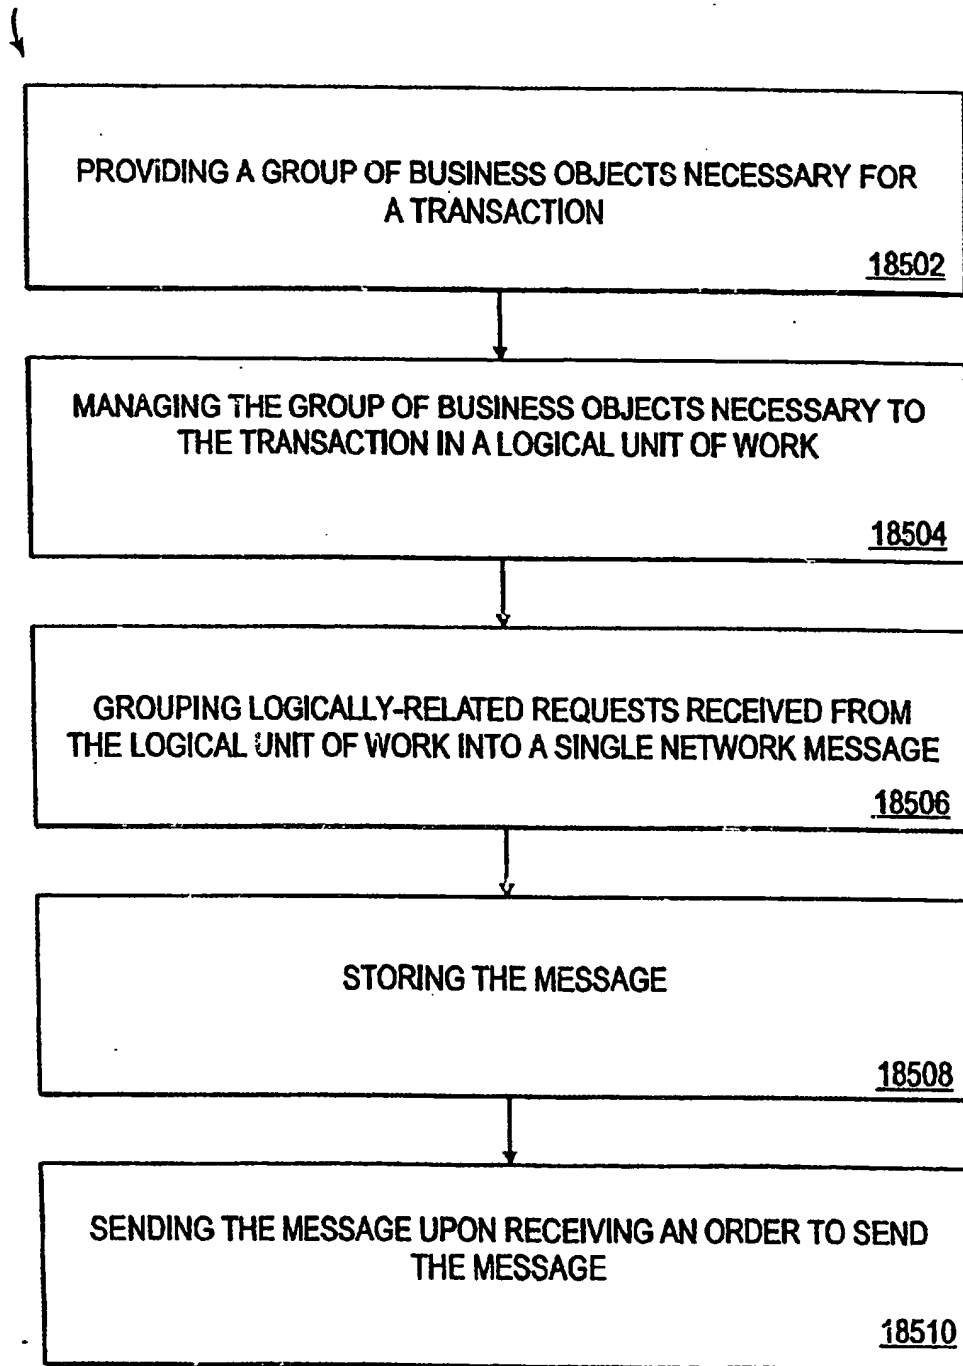 PROVIDING A GROUP OF BUSINESS OBJECTS NECESSARY FOR
A TRANSACTION
18502
MANAGING THE GROUP OF BUSINESS OBJECTS NECESSARY TO
THE TRANSACTION IN A LOGICAL UNIT OF WORK
18504
GROUPING LOGICALLY-RELATED REQUESTS RECEIVED FROM
THE LOGICAL UNIT OF WORK INTO A SINGLE NETWORK MESSAGE
18506
STORING THE MESSAGE
18508
SENDING THE MESSAGE UPON RECEIVING AN ORDER TO SEND
THE MESSAGE
18510